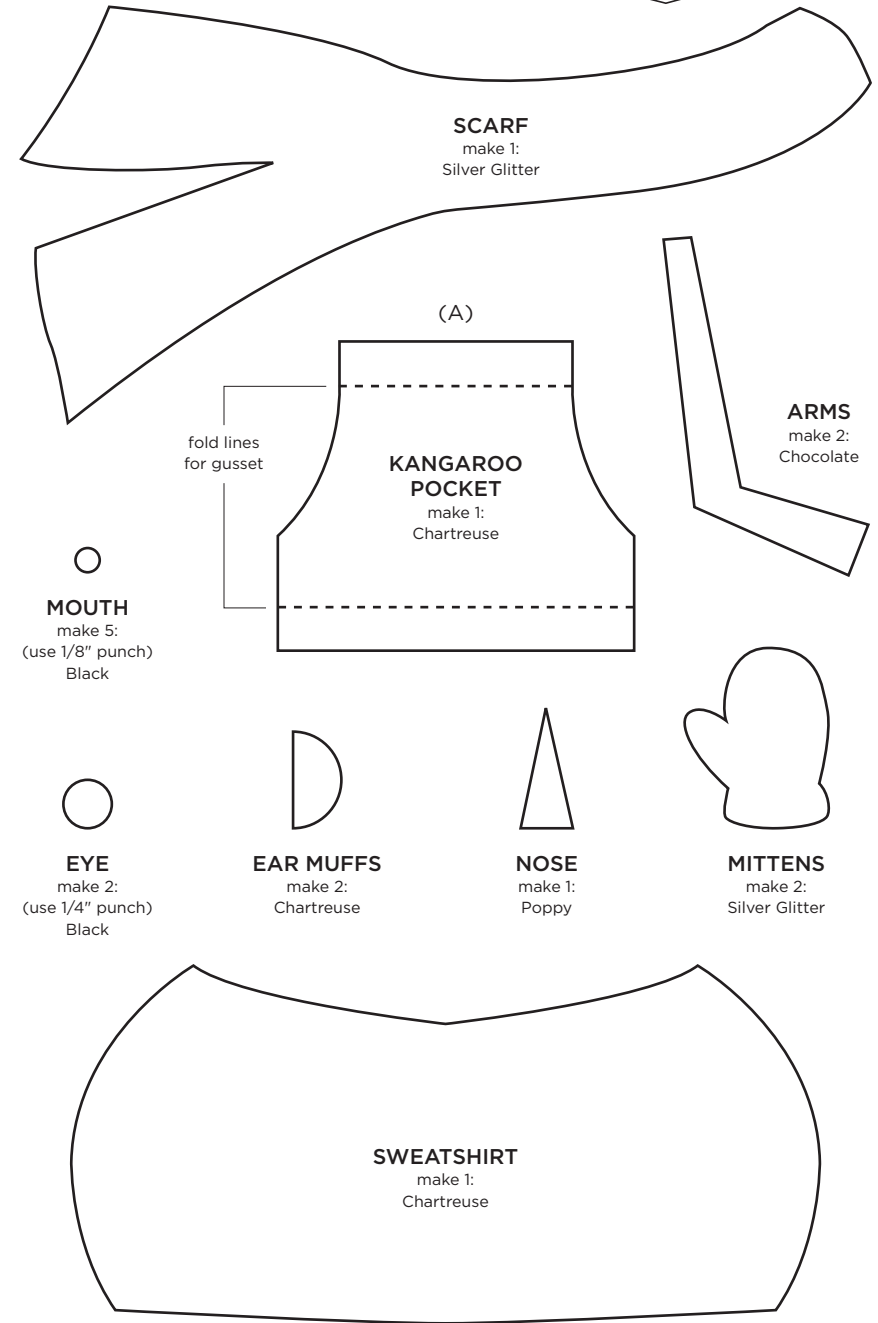 SCARF
make 1:
Silver Glitter
(A)
fold lines
for gusset
KANGAROO
POCKET
make 1:
Chartreuse
ARMS
make 2:
Chocolate
MOUTH
make 5:
(use 1/8" punch)
Black
EYE
make 2:
(use 1/4" punch)
Black
EAR MUFFS
make 2:
Chartreuse
NOSE
make 1:
Poppy
MITTENS
make 2:
Silver Glitter
SWEATSHIRT
make 1:
Chartreuse